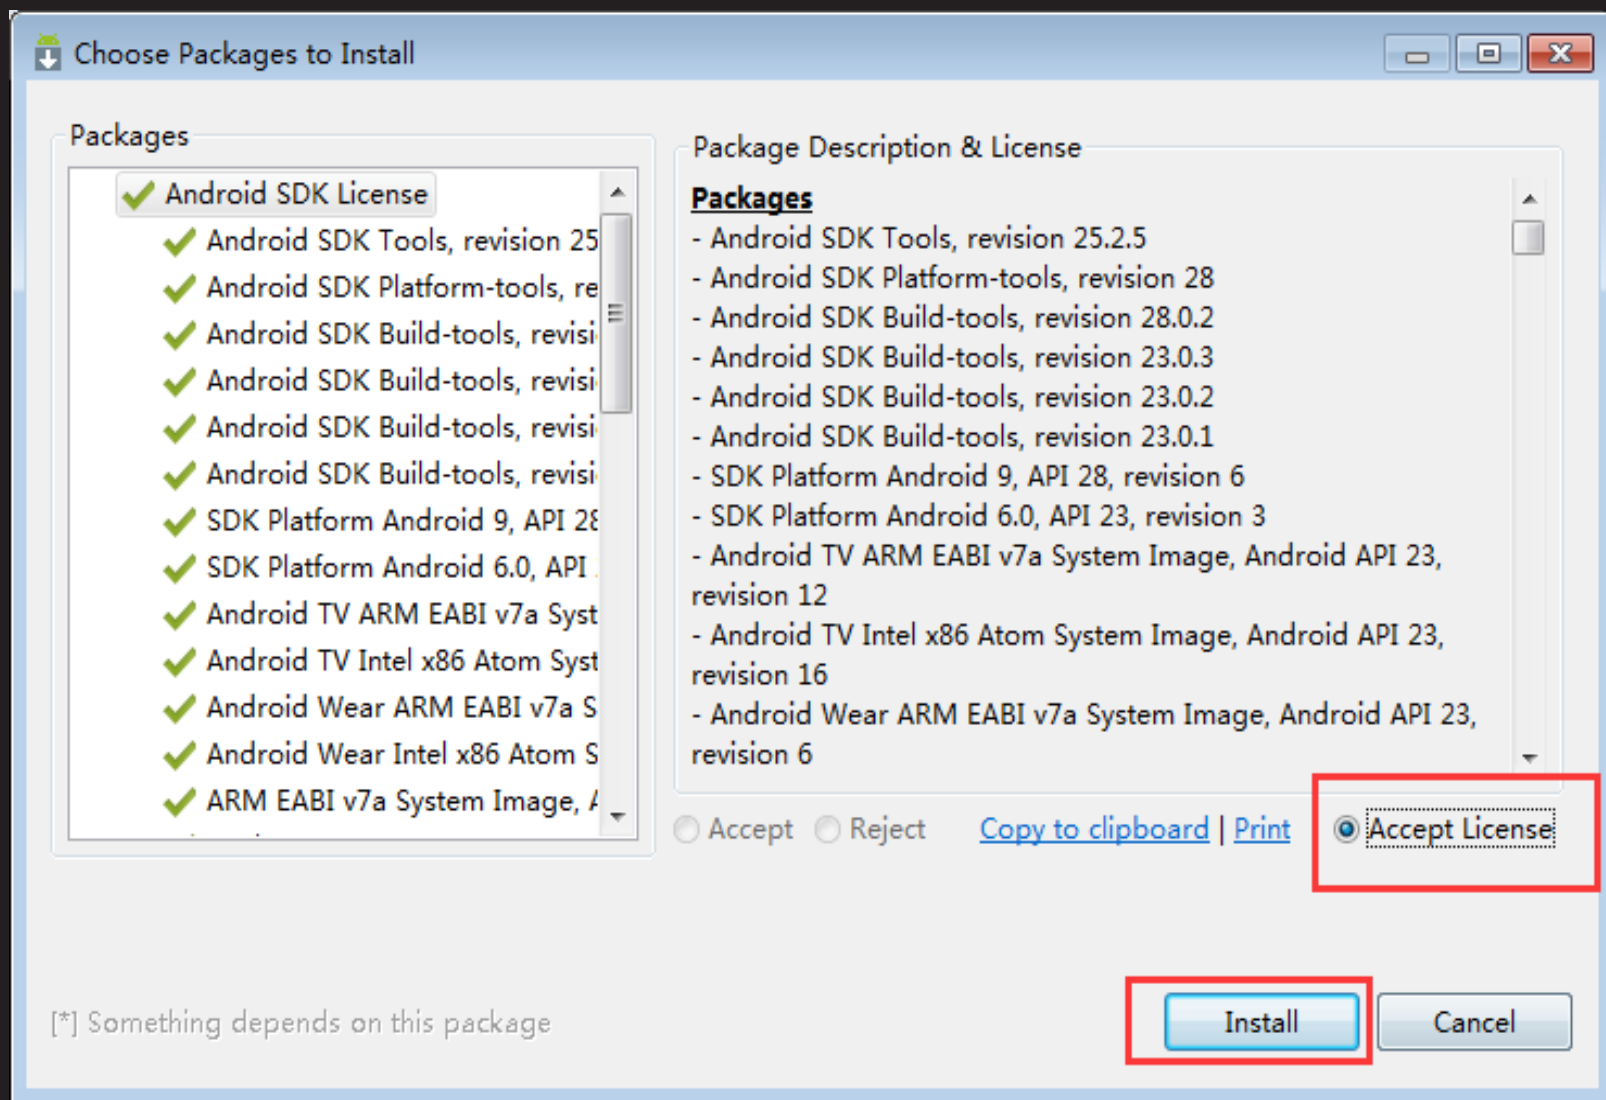 Choose Packages to Install
Packages
Android SDK License
Android SDK Tools, revision 25
Android SDK Platform-tools, re
Android SDK Build-tools, revisi
Android SDK Build-tools, revisi
Android SDK Build-tools, revisi
Android SDK Build-tools, revisi
SDK Platform Android 9, API 28
SDK Platform Android 6.0, API
Android TV ARM EABI v7a Syst
Android TV Intel x86 Atom Syst
Android Wear ARM EABI v7a S
Android Wear Intel x86 Atom S
ARM EABI v7a System Image, A
Package Description & License
Packages
- Android SDK Tools, revision 25.2.5
- Android SDK Platform-tools, revision 28
- Android SDK Build-tools, revision 28.0.2
- Android SDK Build-tools, revision 23.0.3
- Android SDK Build-tools, revision 23.0.2
- Android SDK Build-tools, revision 23.0.1
- SDK Platform Android 9, API 28, revision 6
- SDK Platform Android 6.0, API 23, revision 3
- Android TV ARM EABI v7a System Image, Android API 23,
revision 12
- Android TV Intel x86 Atom System Image, Android API 23,
revision 16
- Android Wear ARM EABI v7a System Image, Android API 23,
revision 6
Accept Reject Copy to clipboard | Print Accept License
[*] Something depends on this package
Install Cancel